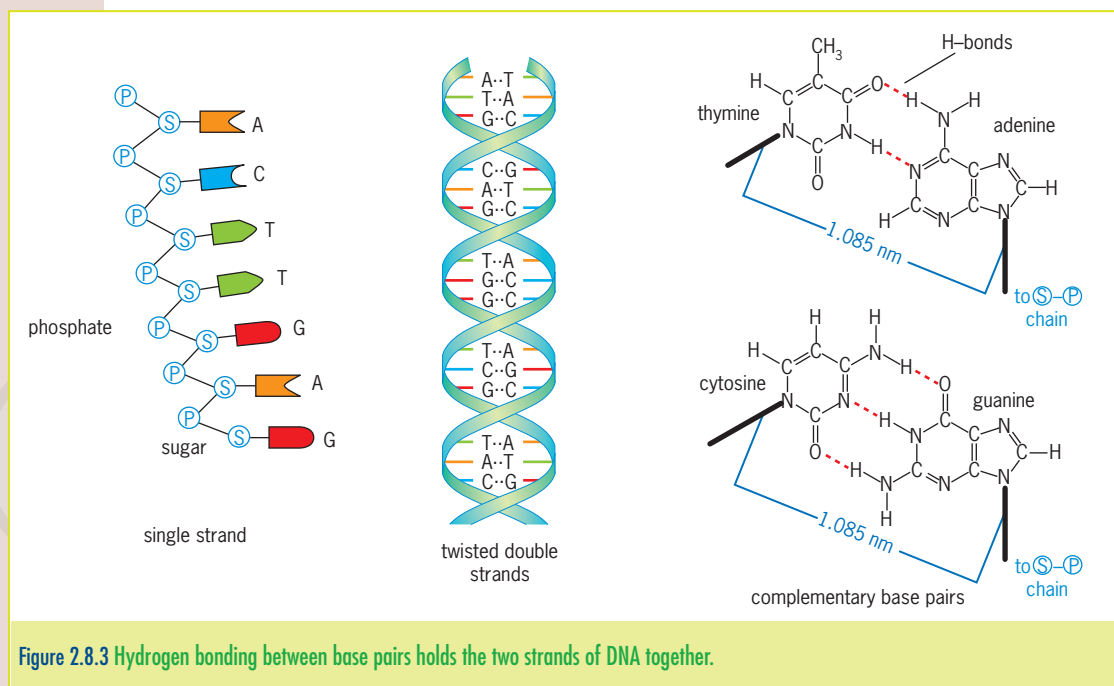 P
S
A
P
S
C
P
S
T
P
S
T
phosphate
P
S
G
P
S
A
P
S
G
sugar
single strand
A··T
T··A
G··C
C··G
A··T
G··C
T··A
G··C
G··C
T··A
C··G
G··C
T··A
A··T
C··G
twisted double
strands
CH3
H–bonds
H
C
C
C
O
H
H
N
thymine
N
N
H
C
O
adenine
N
C
C
N
C
H
C
H
C
N
C
N
1.085 nm
to S–P
chain
H
H
H
C
C
C
N
H
O
cytosine
N
N
C
O
guanine
H
N
C
C
N
C
H
H
N
C
N
C
N
H
1.085 nm
to S–P
chain
complementary base pairs
Figure 2.8.3 Hydrogen bonding between base pairs holds the two strands of DNA together.